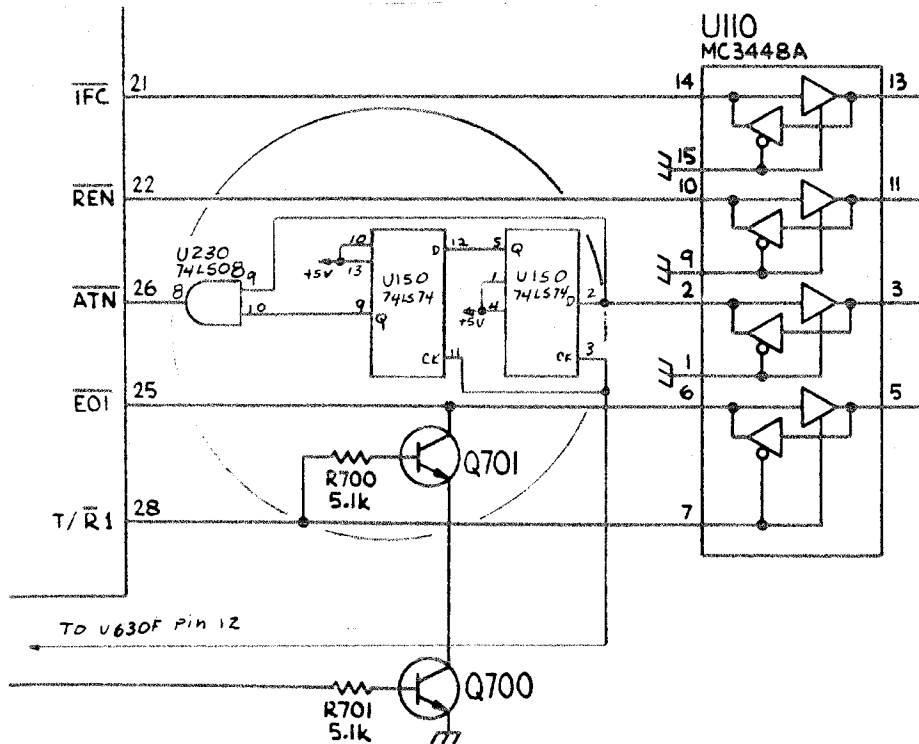 U110
MC3448A
IFC 21 14 13
15
REN 22 10 11
U230
74LS08
9
10
8
+5V
10
13
U150
74LS74
D
12
9
Q
CK
11
5
Q
1
4
+5V
U150
74LS74
D
2
CK
3
9
ATN 26 2 3
1
EOI 25 6 5
Q701
R700
5.1k
T/R1 28 7
TO U630F Pin 12
Q700
R701
5.1k